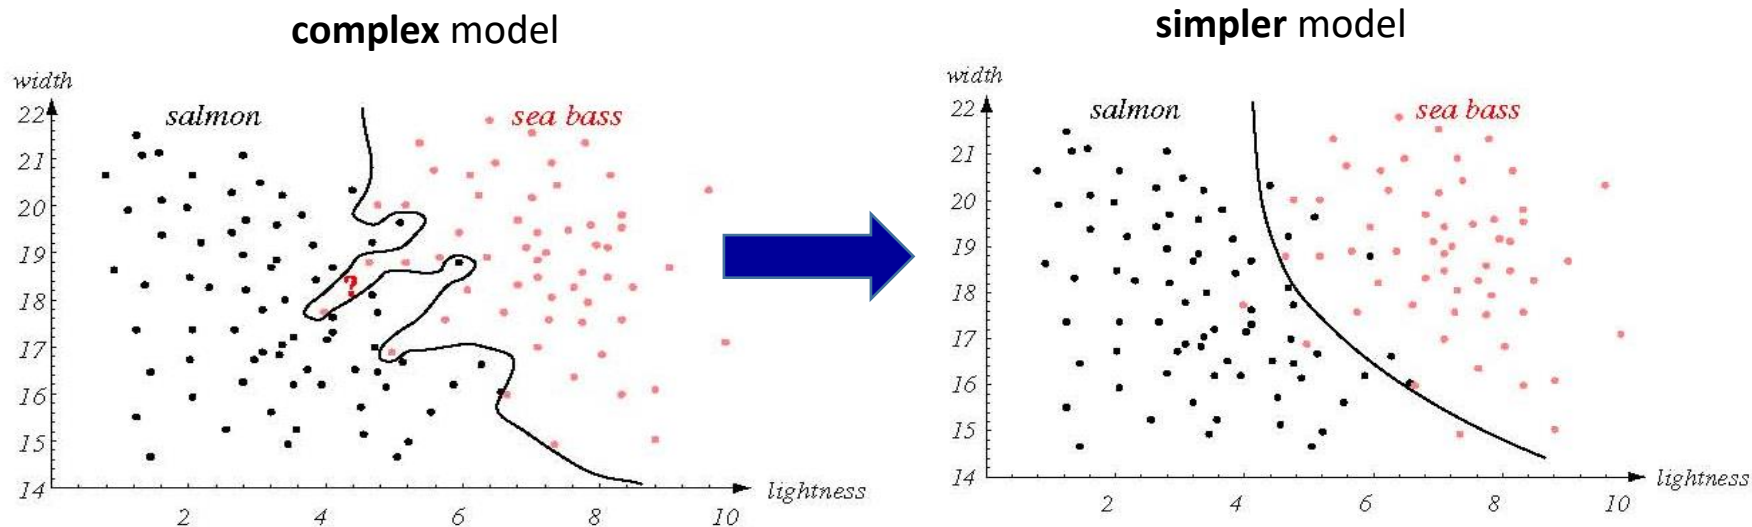 complex model
simpler model
width
salmon
sea bass
22
21
20
19
18
17
16
15
14
?
2
4
6
8
10
lightness
width
salmon
sea bass
22
21
20
19
18
17
16
15
14
2
4
6
8
10
lightness